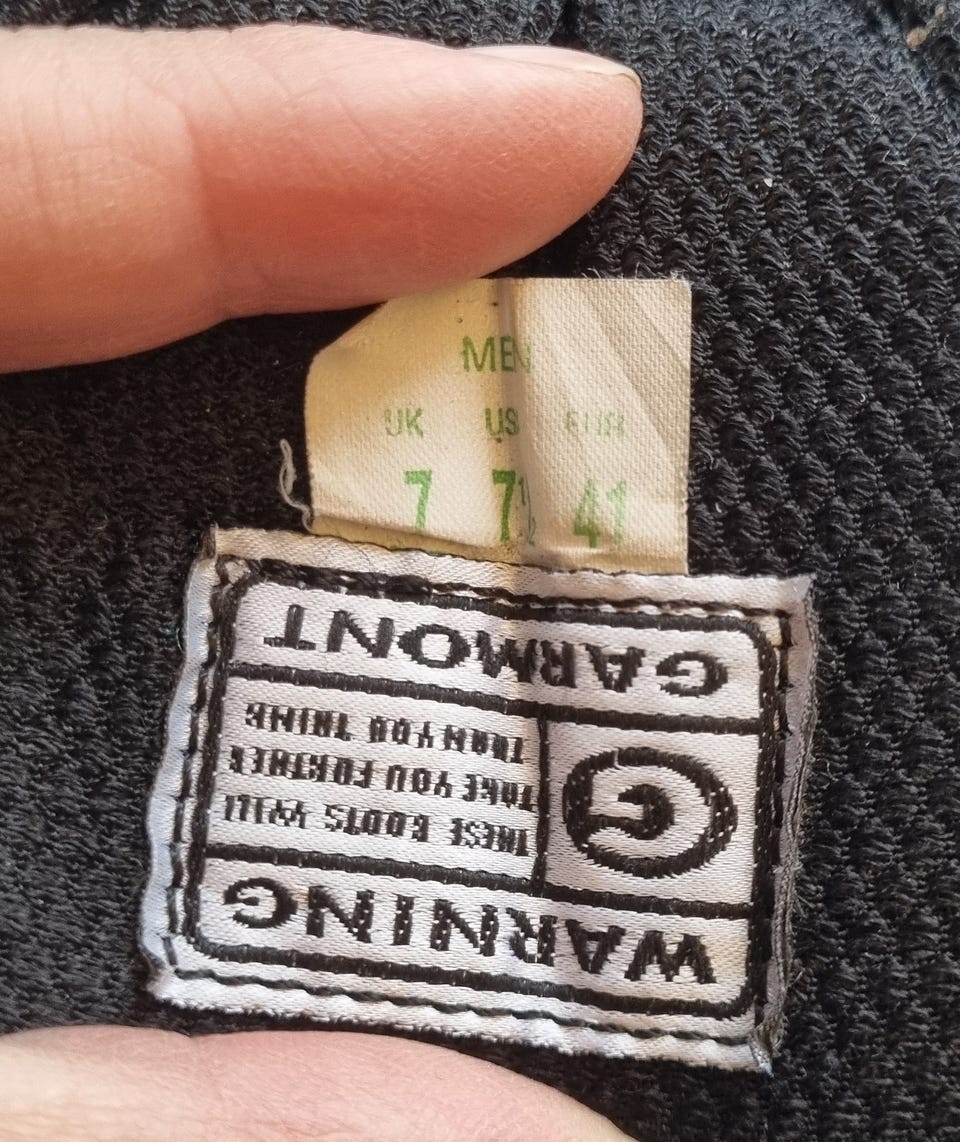 MEN
UK US EUR
7 7½ 41
WARNING
G
THESE BOOTS WILL
TAKE YOU FURTHER
THAN YOU THINK
GARMONT